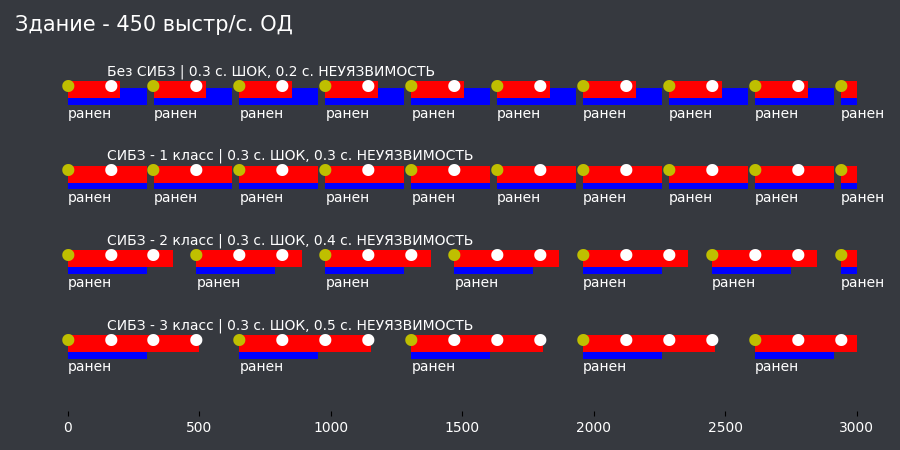 Здание - 450 выстр/с. ОД
Без СИБЗ | 0.3 с. ШОК, 0.2 с. НЕУЯЗВИМОСТЬ
ранен ранен ранен ранен ранен ранен ранен ранен ранен ранен
СИБЗ - 1 класс | 0.3 с. ШОК, 0.3 с. НЕУЯЗВИМОСТЬ
ранен ранен ранен ранен ранен ранен ранен ранен ранен ранен
СИБЗ - 2 класс | 0.3 с. ШОК, 0.4 с. НЕУЯЗВИМОСТЬ
ранен ранен ранен ранен ранен ранен ранен
СИБЗ - 3 класс | 0.3 с. ШОК, 0.5 с. НЕУЯЗВИМОСТЬ
ранен ранен ранен ранен ранен
0 500 1000 1500 2000 2500 3000